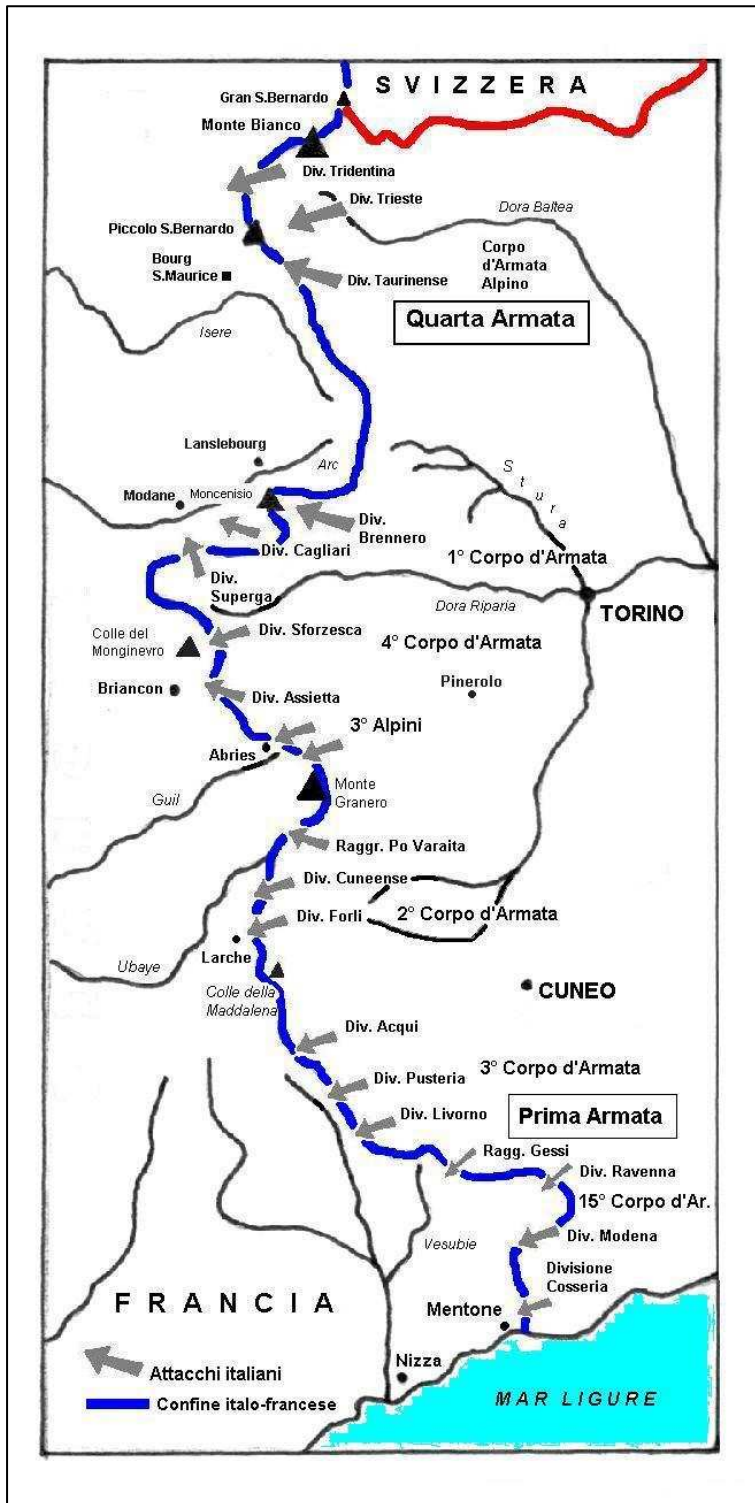 SVIZZERA
Gran S.Bernardo
Monte Bianco
Div. Tridentina
Div. Trieste
Dora Baltea
Piccolo S.Bernardo
Corpo
d'Armata
Alpino
Bourg
S.Maurice
Div. Taurinense
Quarta Armata
Isere
Lanslebourg
Arc
Stura
Modane
Moncenisio
Div.
Brennero
Div. Cagliari
1° Corpo d'Armata
Div.
Superga
Dora Riparia
TORINO
Div. Sforzesca
Colle del
Monginevro
4° Corpo d'Armata
Pinerolo
Briancon
Div. Assietta
3° Alpini
Abries
Monte
Granero
Guil
Raggr. Po Varaita
Div. Cuneense
Div. Forli
2° Corpo d'Armata
Larche
Ubaye
Colle della
Maddalena
CUNEO
Div. Acqui
3° Corpo d'Armata
Div. Pusteria
Div. Livorno
Prima Armata
Ragg. Gessi
Div. Ravenna
15° Corpo d'Ar.
Vesubie
Div. Modena
Divisione
Cosseria
FRANCIA
Mentone
Nizza
Attacchi italiani
Confine italo-francese
MAR LIGURE